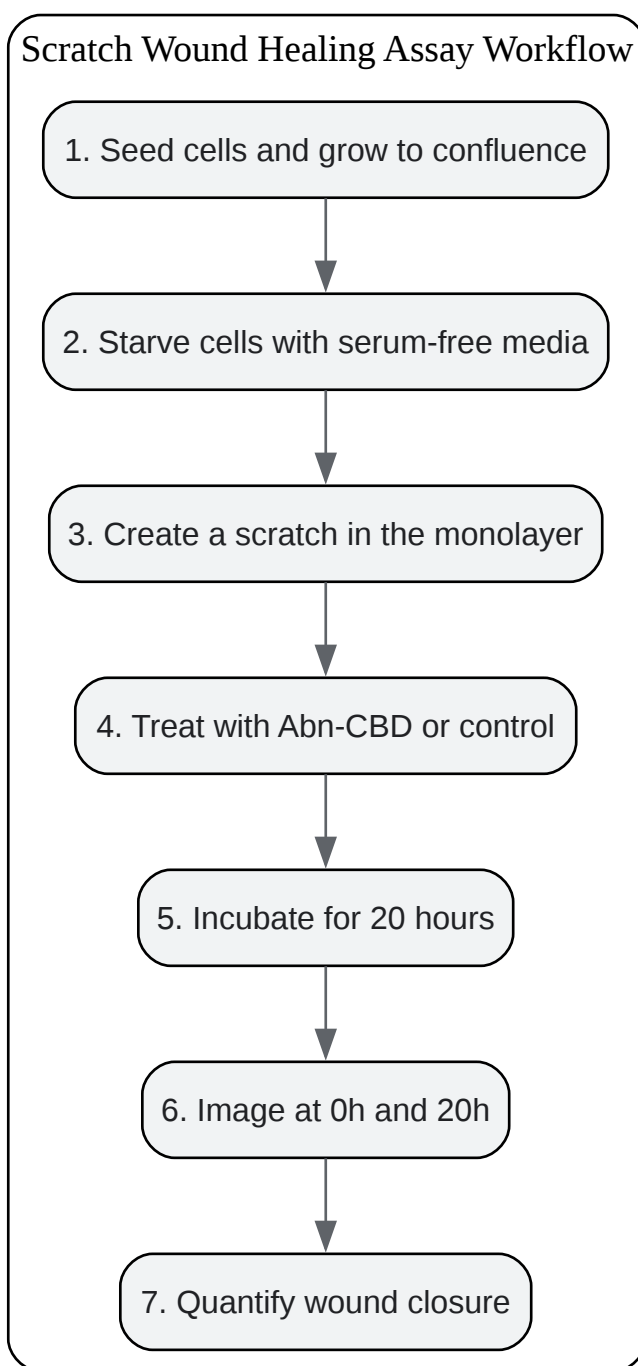 Scratch Wound Healing Assay Workflow
1. Seed cells and grow to confluence
2. Starve cells with serum-free media
3. Create a scratch in the monolayer
4. Treat with Abn-CBD or control
5. Incubate for 20 hours
6. Image at 0h and 20h
7. Quantify wound closure